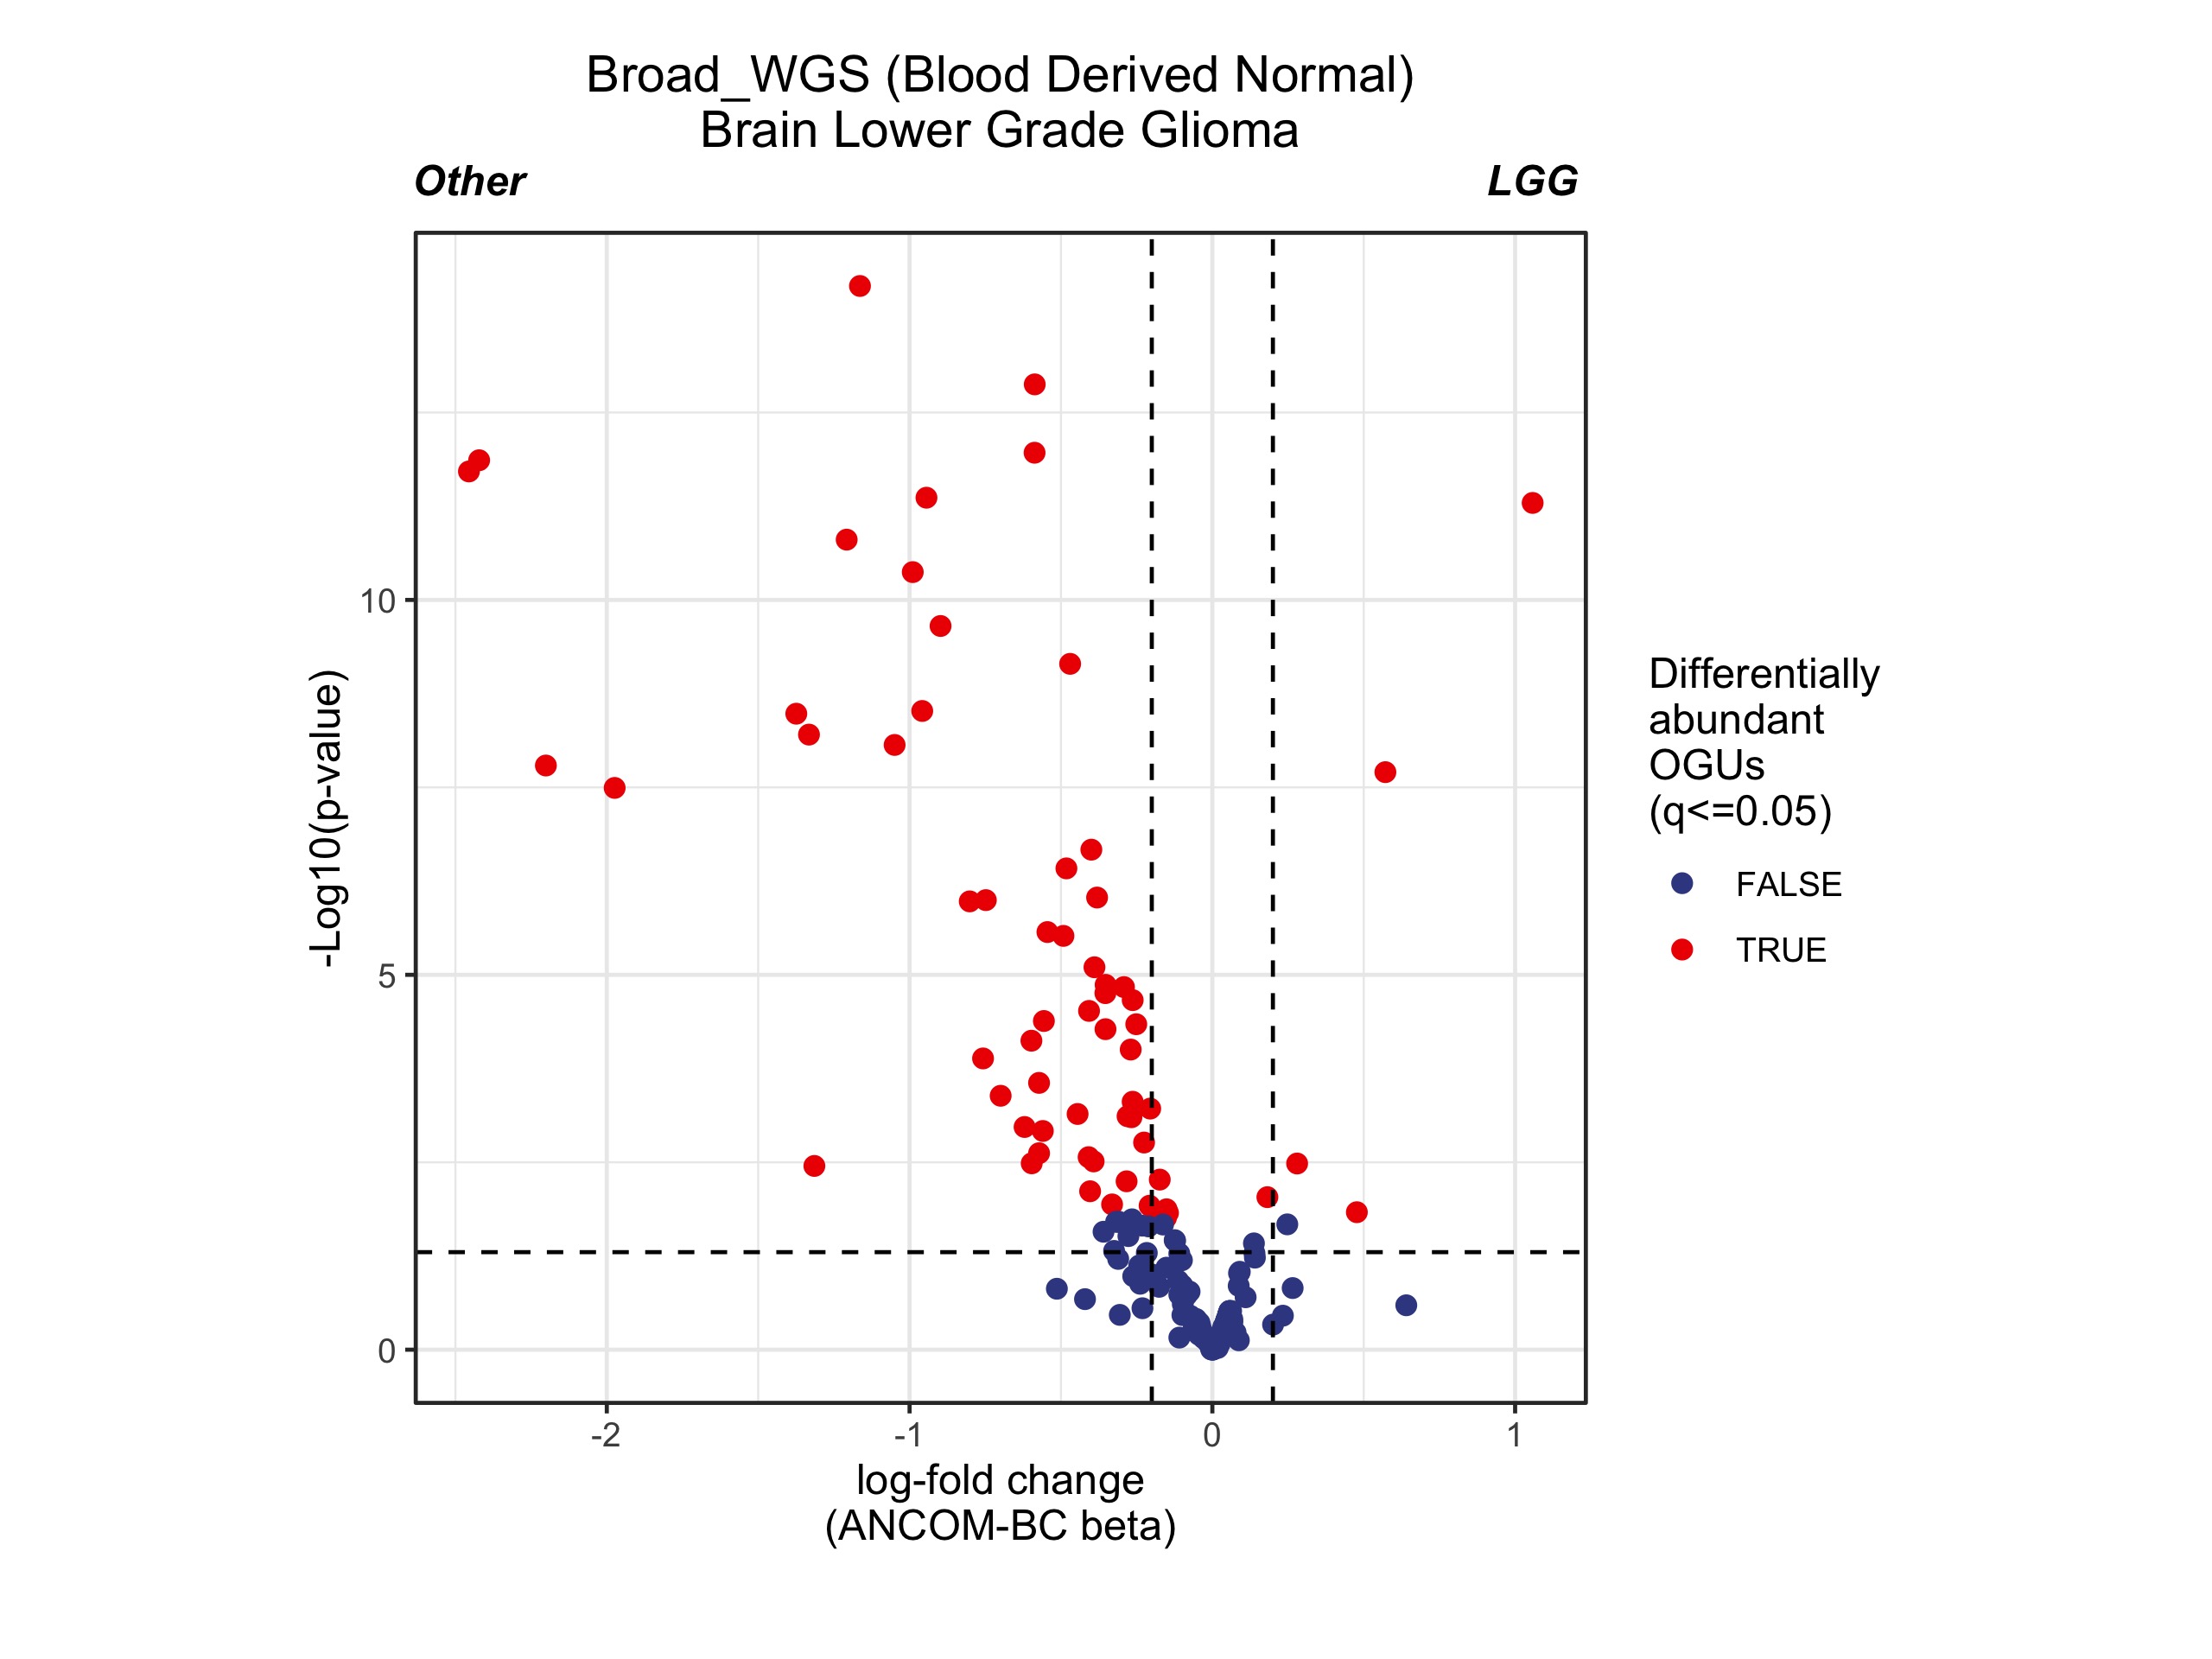 Broad_WGS (Blood Derived Normal)
Brain Lower Grade Glioma
Other
LGG
10
5
0
-Log10(p-value)
-2
-1
0
1
log-fold change
(ANCOM-BC beta)
Differentially
abundant
OGUs
(q<=0.05)
FALSE
TRUE